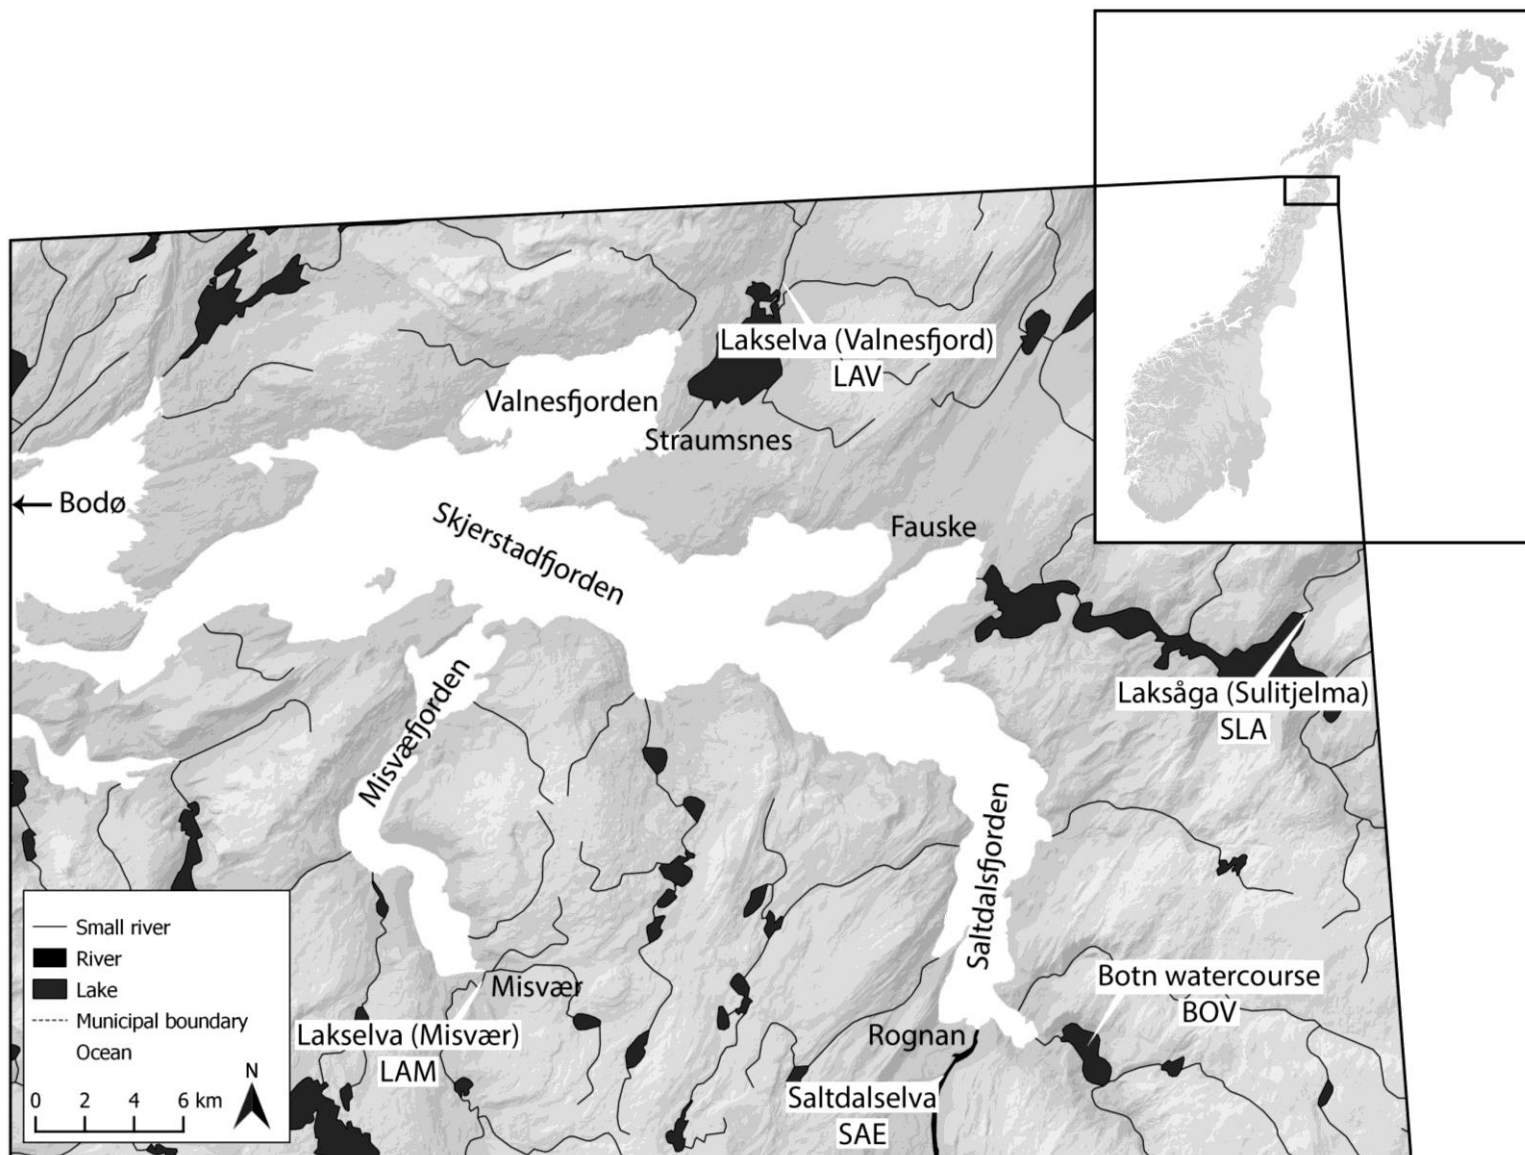 Lakselva (Valnesfjord)
LAV
Valnesfjorden
Straumsnes
Bodø
Skjerstadfjorden
Fauske
Laksåga (Sulitjelma)
SLA
Misværfjorden
Saltdalsfjorden
Misvær
Lakselva (Misvær)
LAM
Botn watercourse
BOV
Rognan
Saltdalselva
SAE
Small river
River
Lake
Municipal boundary
Ocean
N
0 2 4 6 km